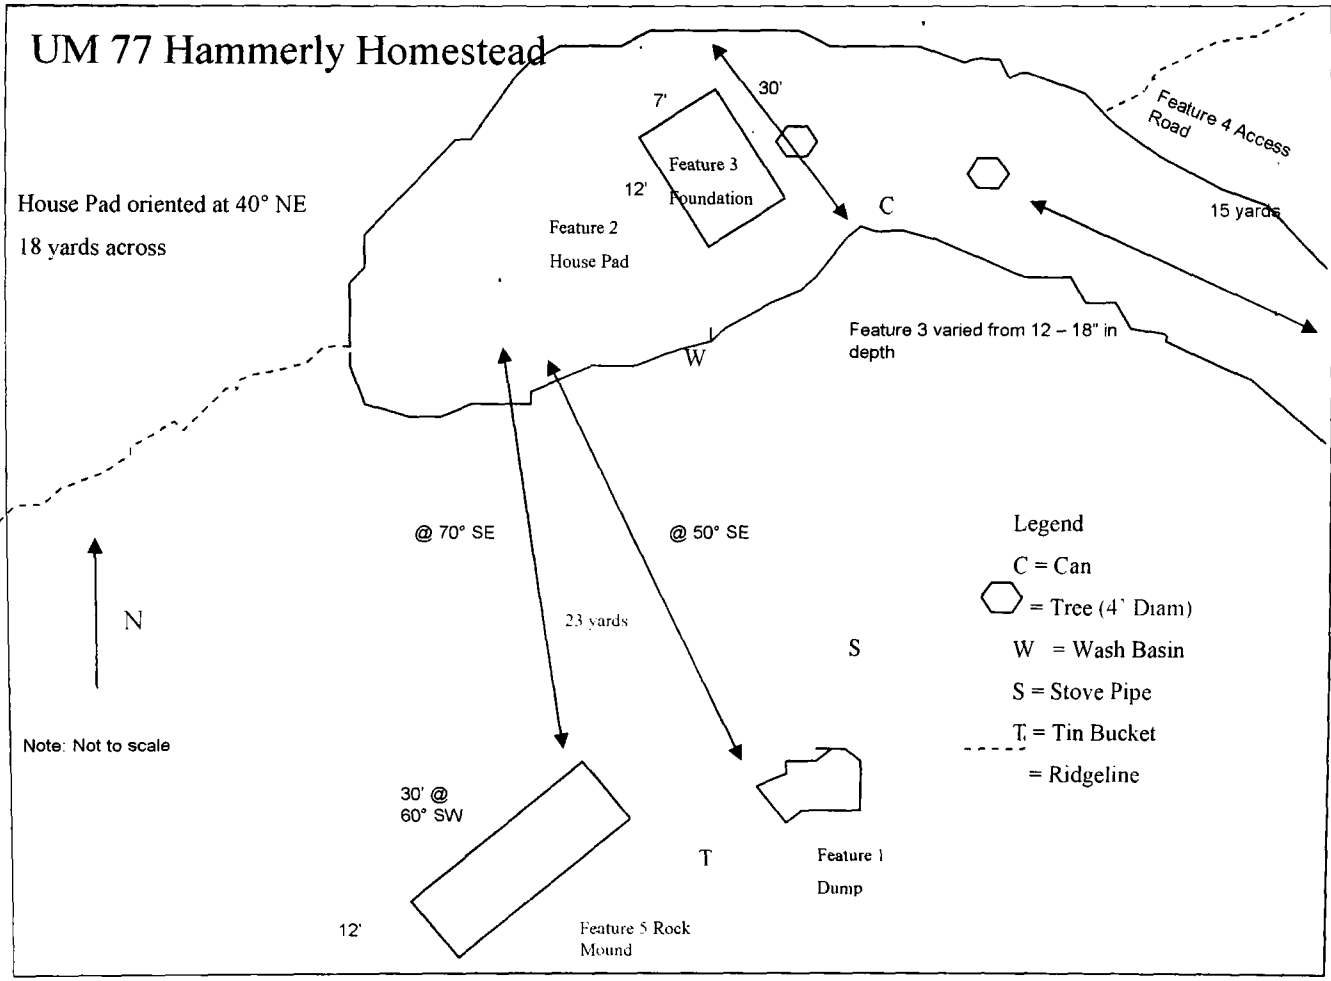 UM 77 Hammerly Homestead
30'
7'
Feature 4 Access
Road
Feature 3
Foundation
12'
House Pad oriented at 40° NE
18 yards across
C
15 yards
Feature 2
House Pad
Feature 3 varied from 12 – 18" in
depth
W
@ 70° SE
@ 50° SE
Legend
C = Can
= Tree (4` Diam)
W = Wash Basin
S = Stove Pipe
T = Tin Bucket
= Ridgeline
N
23 yards
S
Note: Not to scale
30' @
60° SW
T
Feature 1
Dump
12'
Feature 5 Rock
Mound